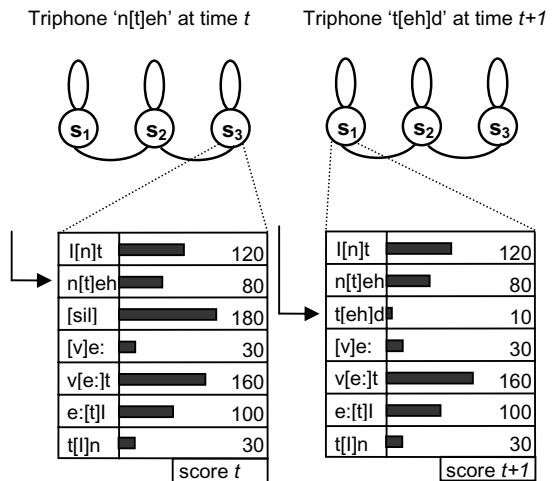 Triphone ‘n[t]eh’ at time t
Triphone ‘t[eh]d’ at time t+1
s1 s2 s3
s1 s2 s3
I[n]t 120
n[t]eh 80
[sil] 180
[v]e: 30
v[e:]t 160
e:[t]I 100
t[I]n 30
score t
I[n]t 120
n[t]eh 80
t[eh]d 10
[v]e: 30
v[e:]t 160
e:[t]I 100
t[I]n 30
score t+1